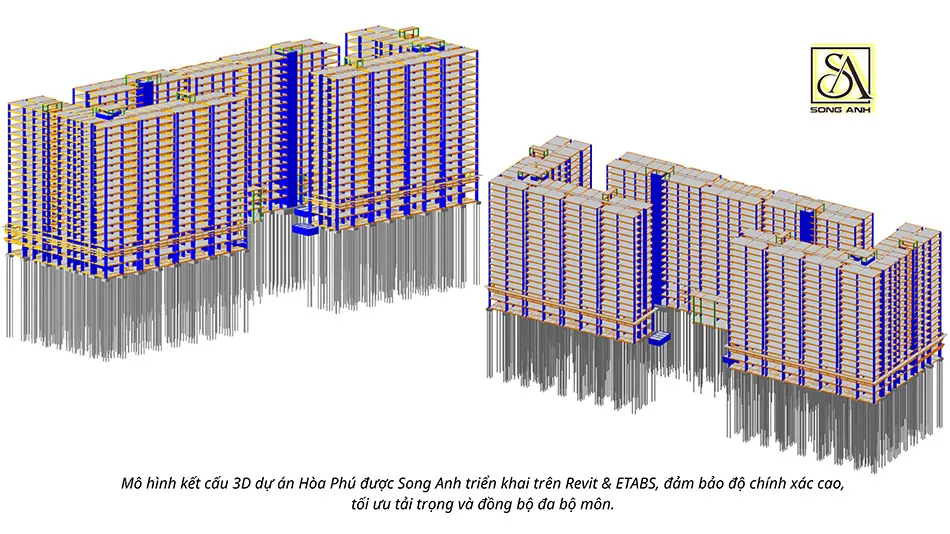 SA
SONG ANH
Mô hình kết cấu 3D dự án Hòa Phú được Song Anh triển khai trên Revit & ETABS, đảm bảo độ chính xác cao,
tối ưu tải trọng và đồng bộ đa bộ môn.